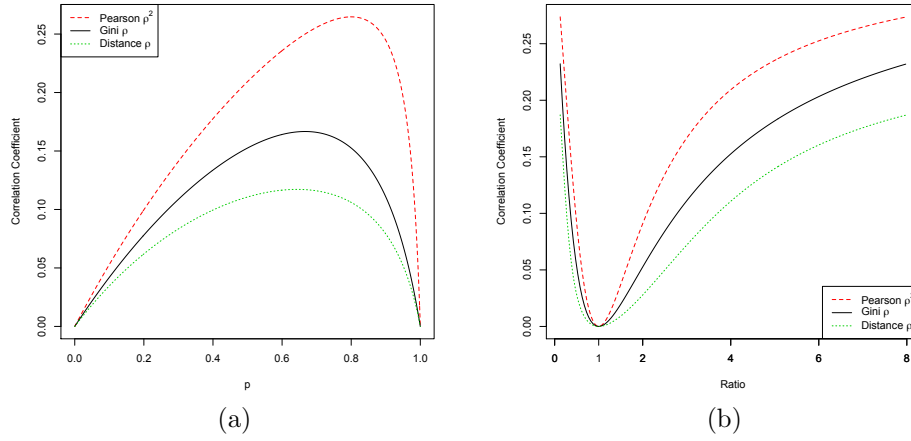 Pearson ρ²
Gini ρ
Distance ρ
Correlation Coefficient
0.00
0.05
0.10
0.15
0.20
0.25
0.0
0.2
0.4
0.6
0.8
1.0
p
(a)
Correlation Coefficient
0.00
0.05
0.10
0.15
0.20
0.25
Pearson ρ
Gini ρ
Distance ρ
0
1
2
4
6
8
Ratio
(b)